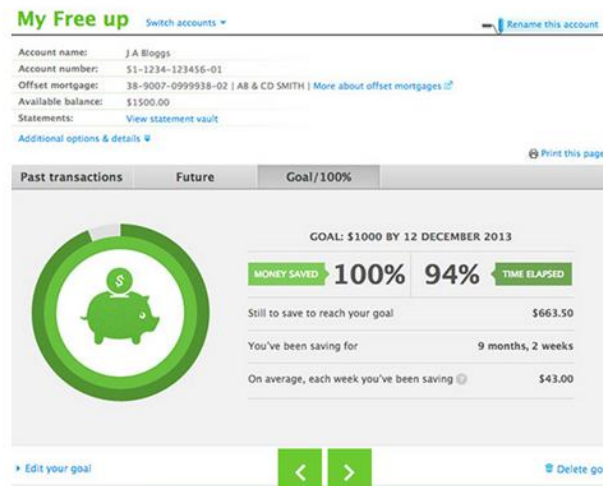 My Free up Switch accounts
Rename this account
Account name: J A Bloggs
Account number: 51-1234-123456-01
Offset mortgage: 38-9007-0999938-02 | AB & CD SMITH | More about offset mortgages
Available balance: $1500.00
Statements: View statement vault
Additional options & details
Print this page
Past transactions Future Goal/100%
GOAL: $1000 BY 12 DECEMBER 2013
$
MONEY SAVED 100% 94% TIME ELAPSED
Still to save to reach your goal $663.50
You've been saving for 9 months, 2 weeks
On average, each week you've been saving ? $43.00
Edit your goal < > Delete go